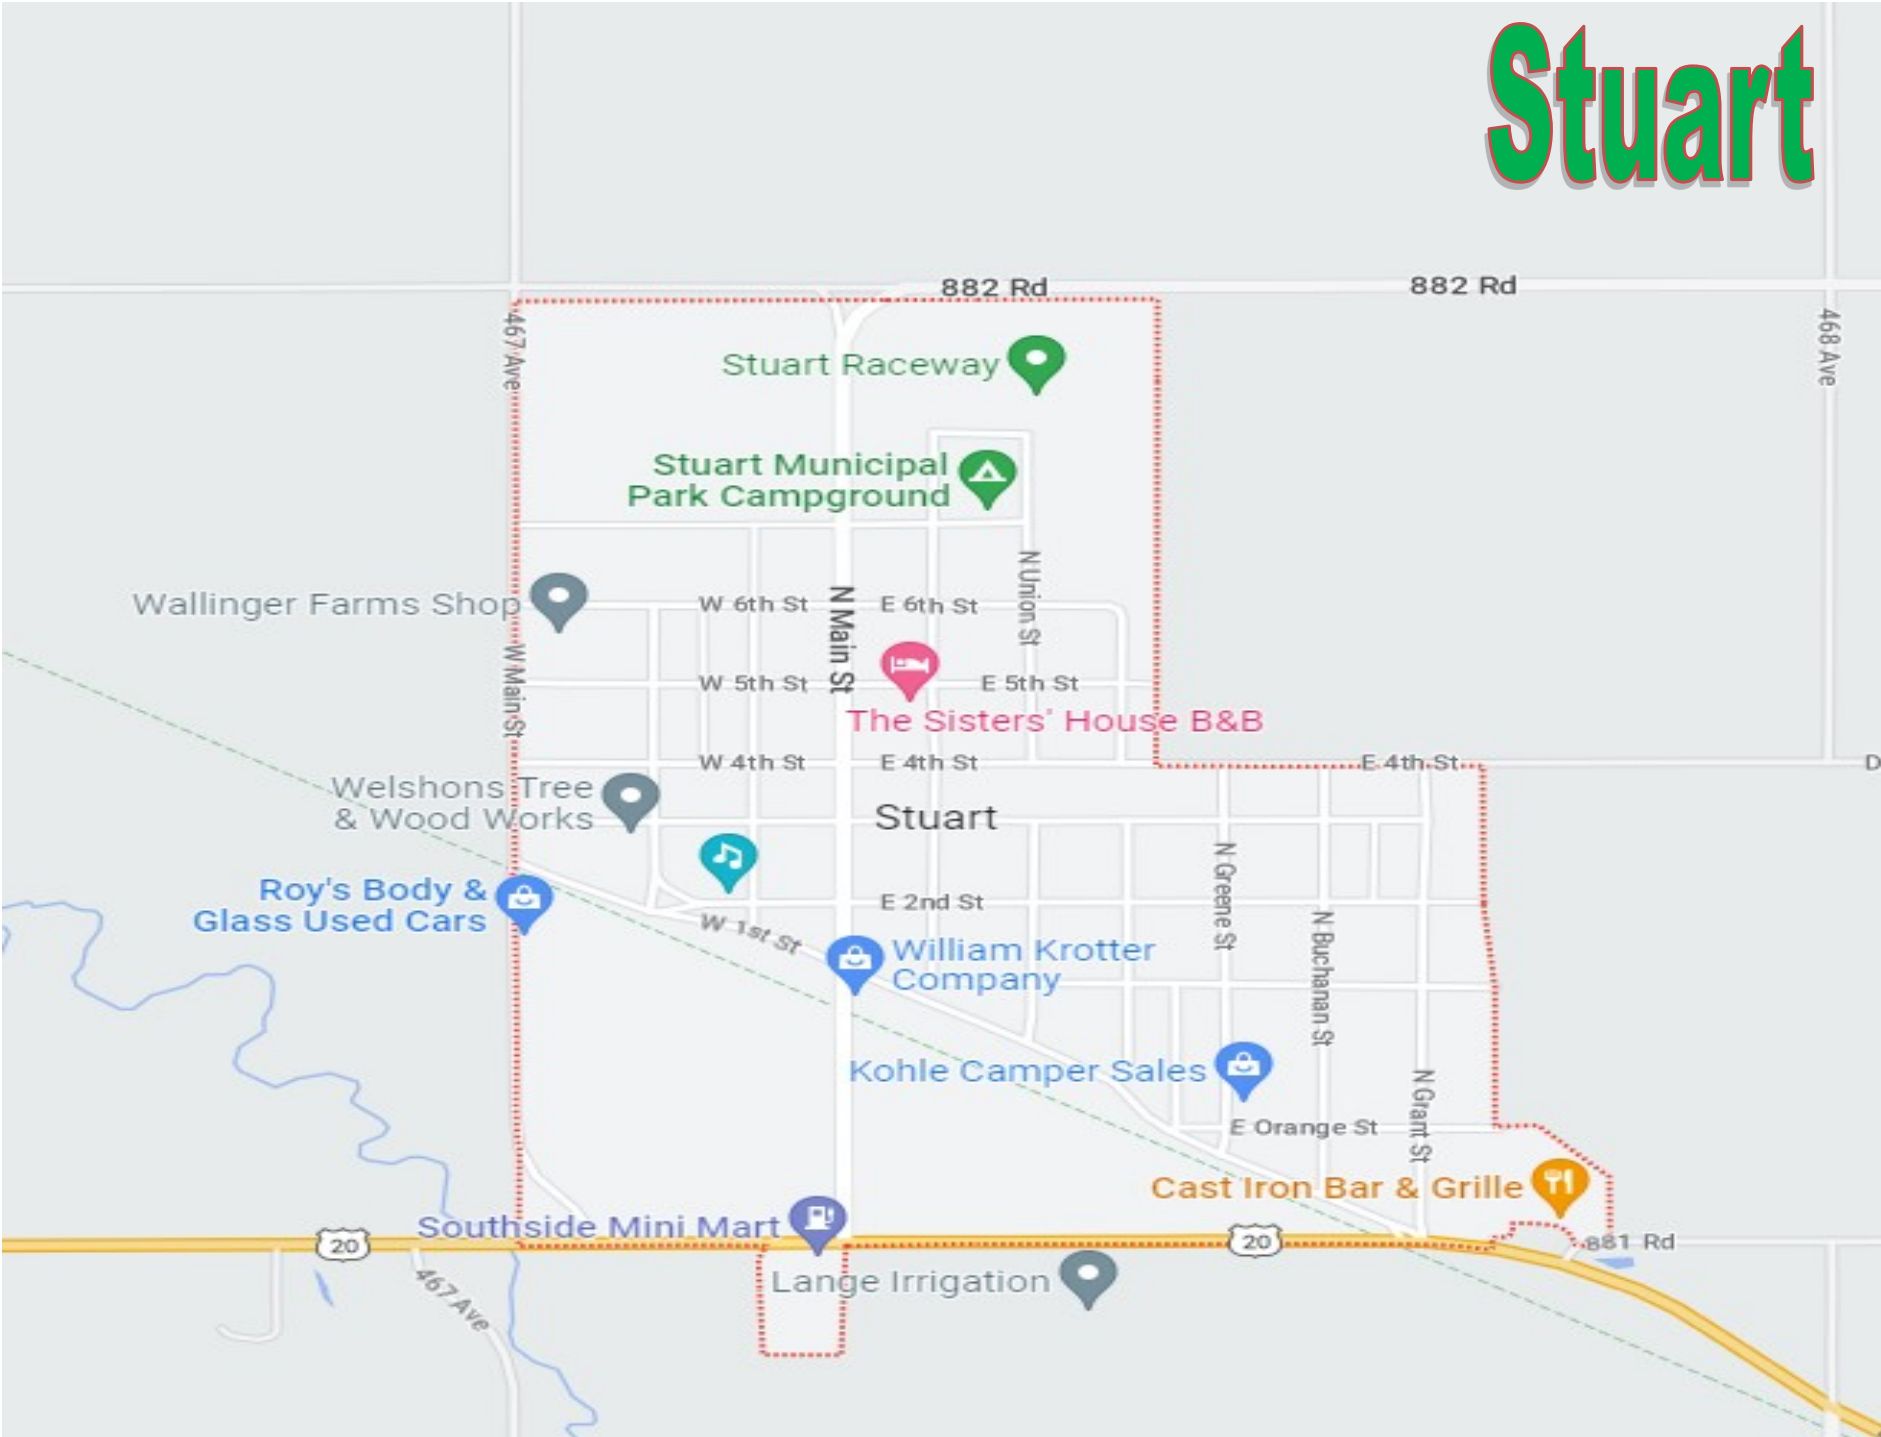 Stuart
882 Rd
882 Rd
467 Ave
468 Ave
Stuart Raceway
Stuart Municipal
Park Campground
N Union St
Wallinger Farms Shop
W 6th St
N Main St
E 6th St
W Main St
W 5th St
E 5th St
The Sisters' House B&B
W 4th St
E 4th St
E 4th St
D
Welshons Tree
& Wood Works
Stuart
N Greene St
Roy's Body &
Glass Used Cars
E 2nd St
W 1st St
N Buchanan St
William Krotter
Company
Kohle Camper Sales
N Grant St
E Orange St
Cast Iron Bar & Grille
Southside Mini Mart
20
20
881 Rd
467 Ave
Lange Irrigation